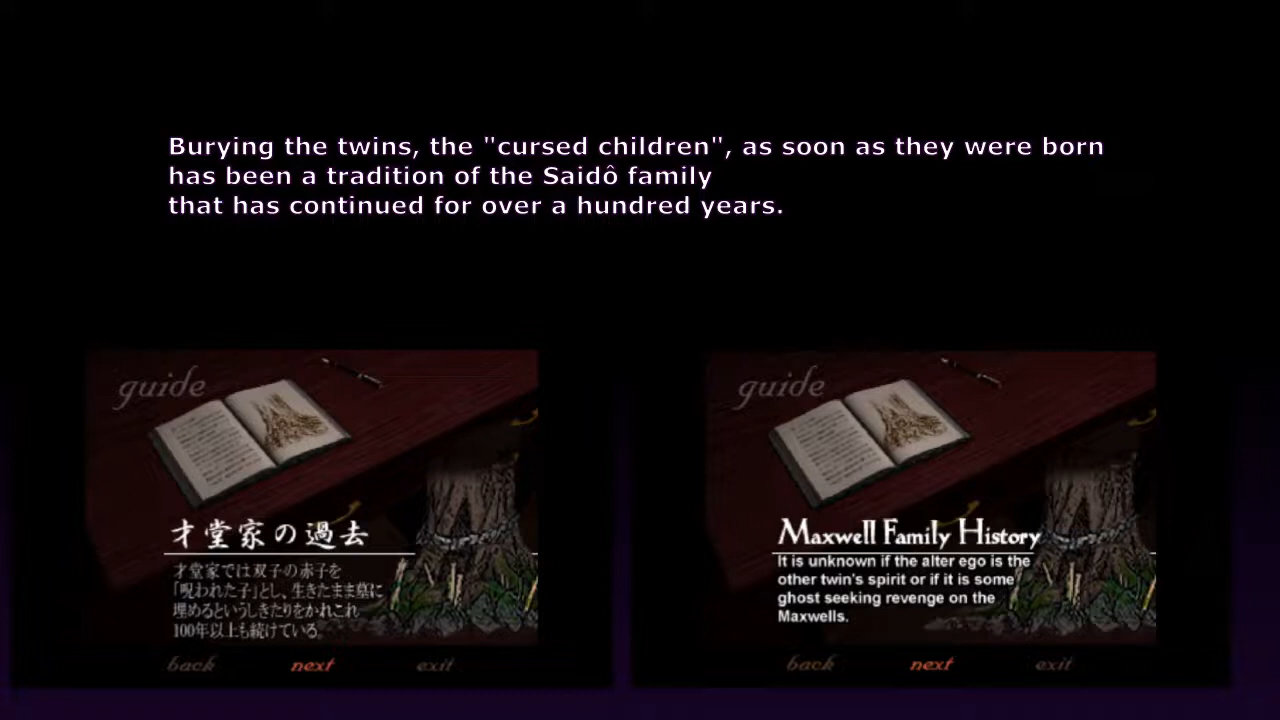 Burying the twins, the "cursed children", as soon as they were born
has been a tradition of the Saidô family
that has continued for over a hundred years.
guide
才堂家の過去
才堂家では双子の赤子を
「呪われた子」とし、生きたまま墓に
埋めるというしきたりをかれこれ
100年以上も続けている。
back next exit
guide
Maxwell Family History
It is unknown if the alter ego is the
other twin's spirit or if it is some
ghost seeking revenge on the
Maxwells.
back next exit